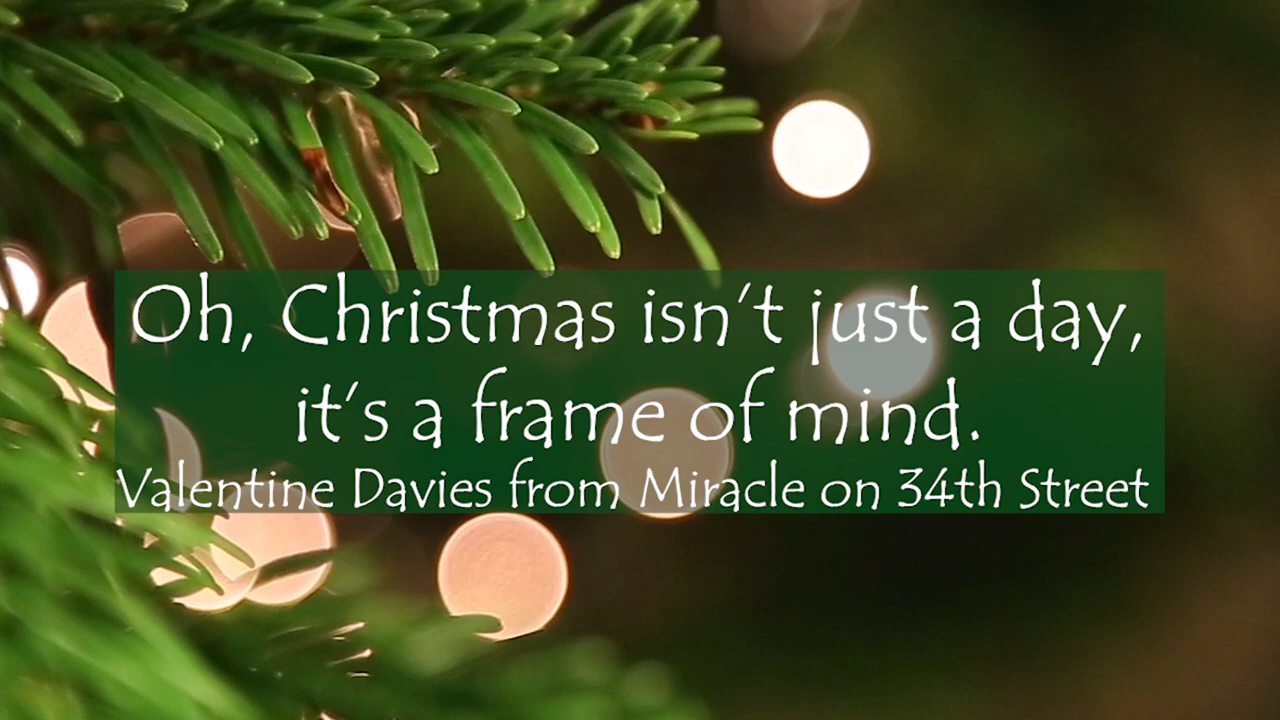 Oh, Christmas isn't just a day,
it's a frame of mind.
Valentine Davies from Miracle on 34th Street